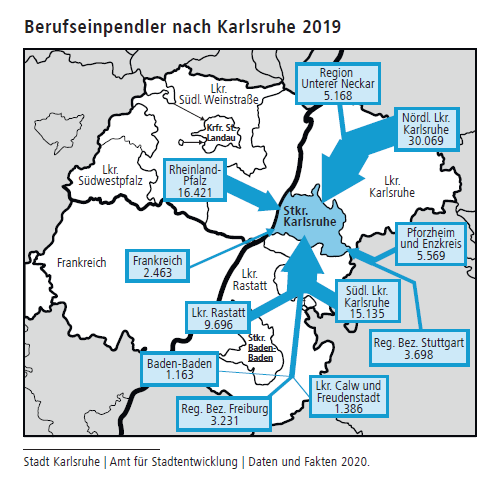 Berufseinpendler nach Karlsruhe 2019
Region
Unterer Neckar
5.168
Lkr.
Südl. Weinstraße
Nördl. Lkr.
Karlsruhe
30.069
Krfr. St.
Landau
Lkr.
Südwestpfalz
Rheinland-
Pfalz
16.421
Lkr.
Karlsruhe
Stkr.
Karlsruhe
Pforzheim
und Enzkreis
5.569
Frankreich
Frankreich
2.463
Lkr.
Rastatt
Südl. Lkr.
Karlsruhe
15.135
Lkr. Rastatt
9.696
Reg. Bez. Stuttgart
3.698
Stkr.
Baden-
Baden
Baden-Baden
1.163
Lkr. Calw und
Freudenstadt
1.386
Reg. Bez. Freiburg
3.231
Stadt Karlsruhe | Amt für Stadtentwicklung | Daten und Fakten 2020.